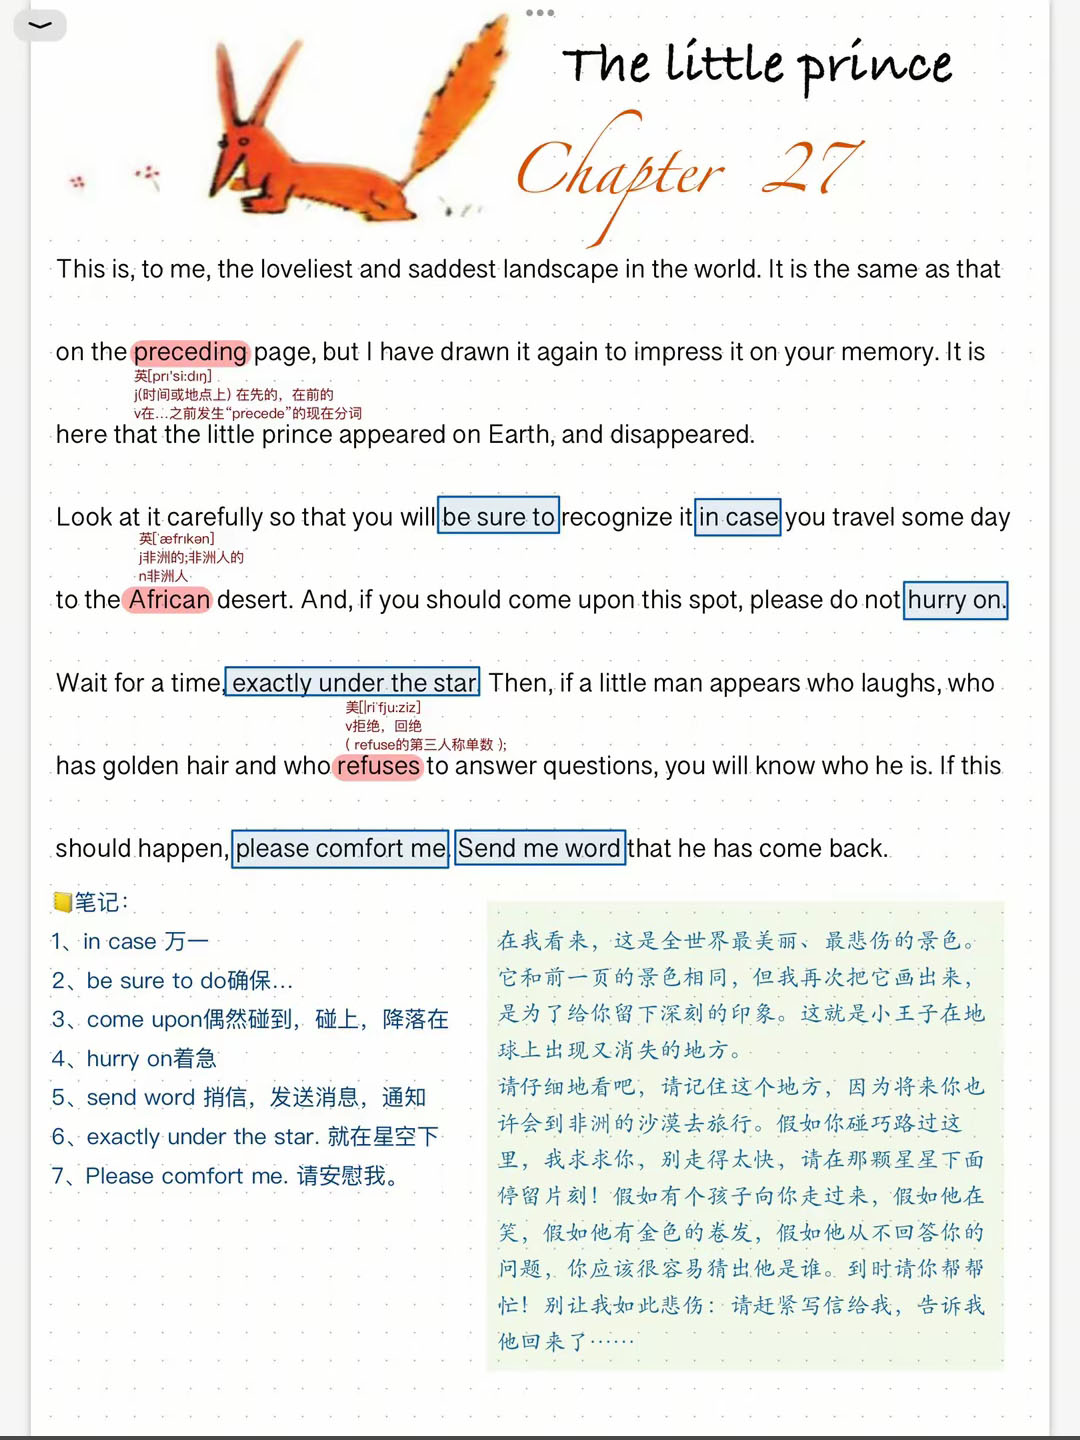 The little prince
Chapter 27
This is, to me, the loveliest and saddest landscape in the world. It is the same as that
on the preceding page, but I have drawn it again to impress it on your memory. It is
英[prɪ'si:dɪŋ]
j(时间或地点上) 在先的，在前的
v在…之前发生“precede”的现在分词
here that the little prince appeared on Earth, and disappeared.
Look at it carefully so that you will be sure to recognize it in case you travel some day
英[ˈæfrɪkən]
j非洲的;非洲人的
n非洲人
to the African desert. And, if you should come upon this spot, please do not hurry on.
Wait for a time, exactly under the star. Then, if a little man appears who laughs, who
美[|riˈfju:ziz]
v拒绝，回绝
( refuse的第三人称单数 );
has golden hair and who refuses to answer questions, you will know who he is. If this
should happen, please comfort me. Send me word that he has come back.
📒笔记：
1、in case 万一
2、be sure to do确保…
3、come upon偶然碰到，碰上，降落在
4、hurry on着急
5、send word 捎信，发送消息，通知
6、exactly under the star. 就在星空下
7、Please comfort me. 请安慰我。
在我看来，这是全世界最美丽、最悲伤的景色。
它和前一页的景色相同，但我再次把它画出来，
是为了给你留下深刻的印象。这就是小王子在地
球上出现又消失的地方。
请仔细地看吧，请记住这个地方，因为将来你也
许会到非洲的沙漠去旅行。假如你碰巧路过这
里，我求求你，别走得太快，请在那颗星星下面
停留片刻！假如有个孩子向你走过来，假如他在
笑，假如他有金色的卷发，假如他从不回答你的
问题，你应该很容易猜出他是谁。到时请你帮帮
忙！别让我如此悲伤：请赶紧写信给我，告诉我
他回来了……